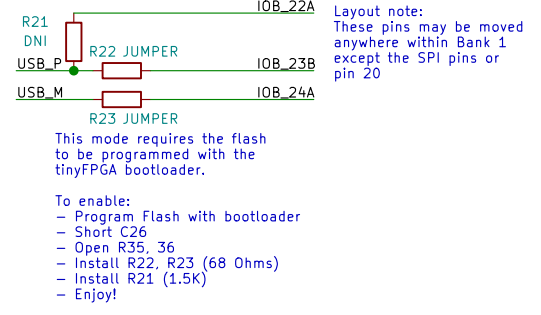 IOB_22A
R21
DNI
R22 JUMPER
USB_P
IOB_23B
USB_M
IOB_24A
R23 JUMPER
Layout note:
These pins may be moved
anywhere within Bank 1
except the SPI pins or
pin 20
This mode requires the flash
to be programmed with the
tinyFPGA bootloader.
To enable:
- Program Flash with bootloader
- Short C26
- Open R35, 36
- Install R22, R23 (68 Ohms)
- Install R21 (1.5K)
- Enjoy!